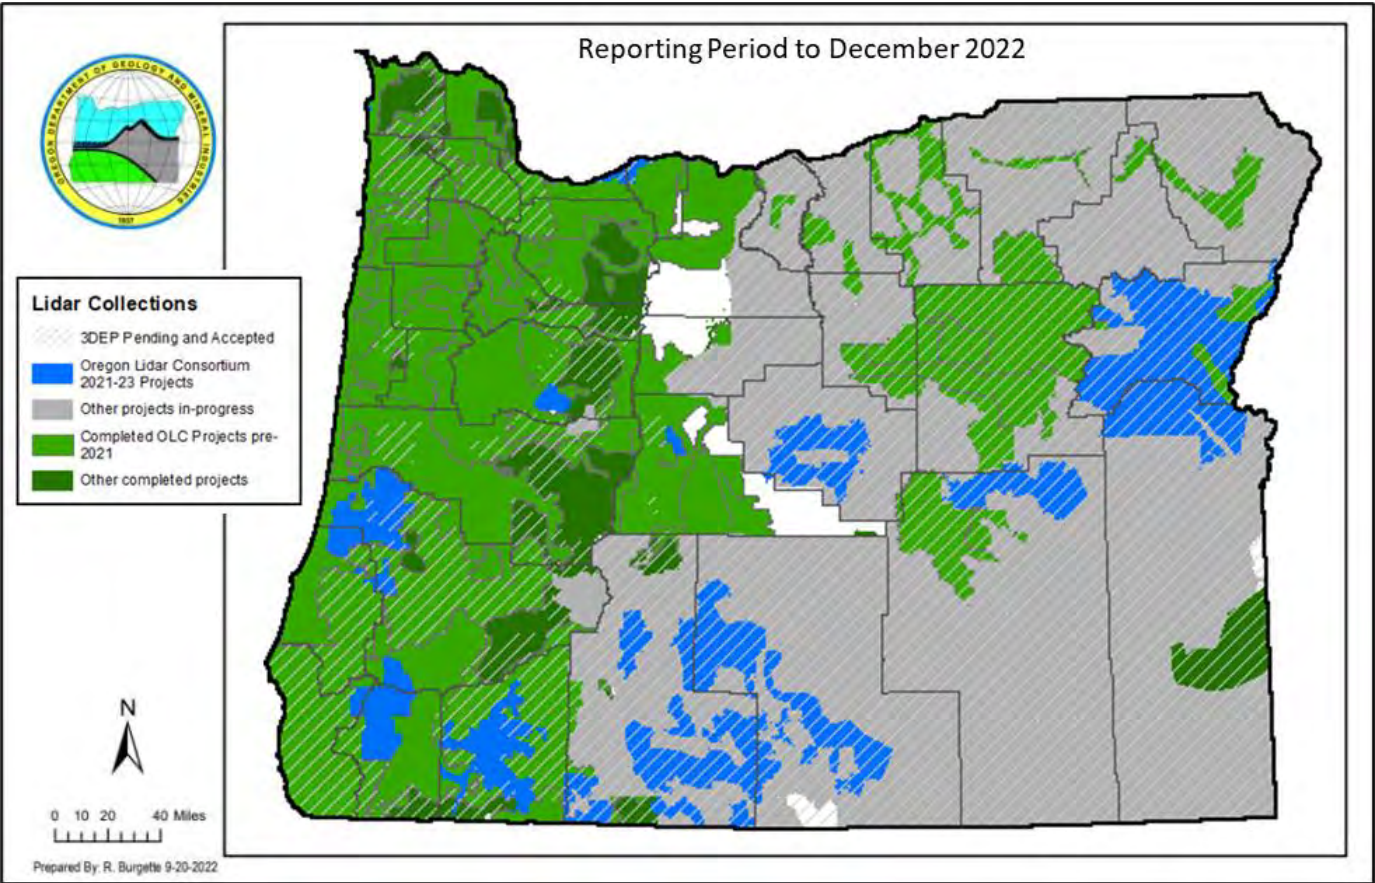 Reporting Period to December 2022
OREGON DEPARTMENT OF GEOLOGY AND MINERAL INDUSTRIES
1937
Lidar Collections
3DEP Pending and Accepted
Oregon Lidar Consortium
2021-23 Projects
Other projects in-progress
Completed OLC Projects pre-
2021
Other completed projects
N
0 10 20 40 Miles
Prepared By: R. Burgette 9-20-2022